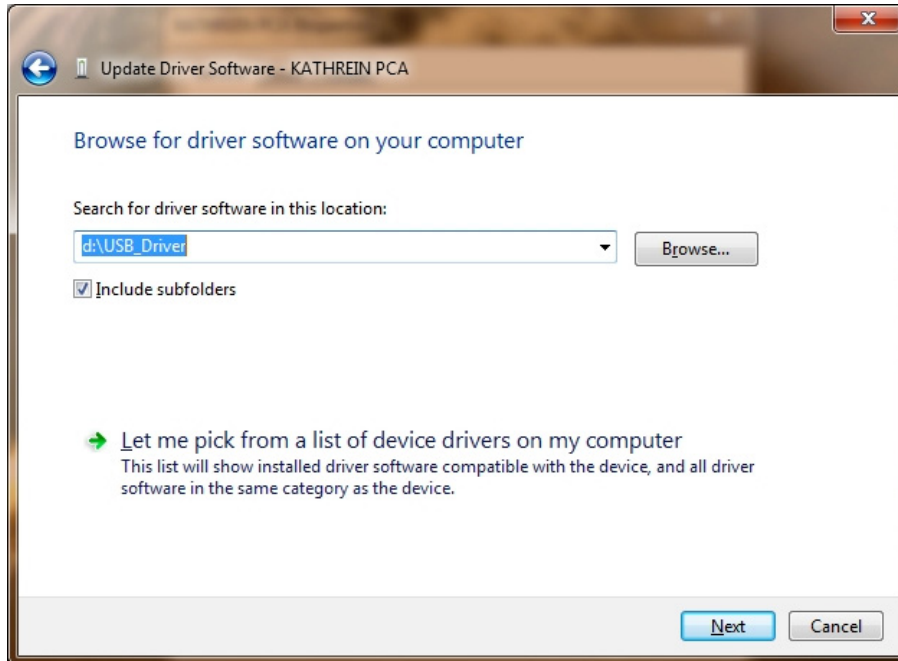 Update Driver Software - KATHREIN PCA
Browse for driver software on your computer
Search for driver software in this location:
d:\USB_Driver
Browse...
Include subfolders
Let me pick from a list of device drivers on my computer
This list will show installed driver software compatible with the device, and all driver
software in the same category as the device.
Next
Cancel